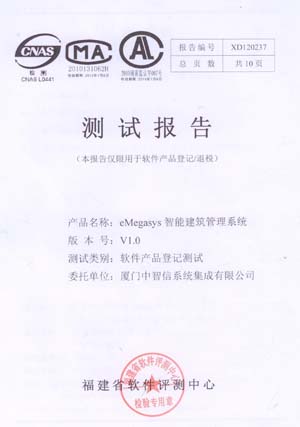 CNAS
检 测
CNAS L0441
MA
2010131062H
AL
报告编号 XD120237
总 页 数 共 10 页
测 试 报 告
（本报告仅限用于软件产品登记/退税）
产品名称：eMegasys 智能建筑管理系统
版 本 号：V1.0
测试类别：软件产品登记测试
委托单位：厦门中智信系统集成有限公司
福建省软件评测中心
检验专用章
福建省软件评测中心